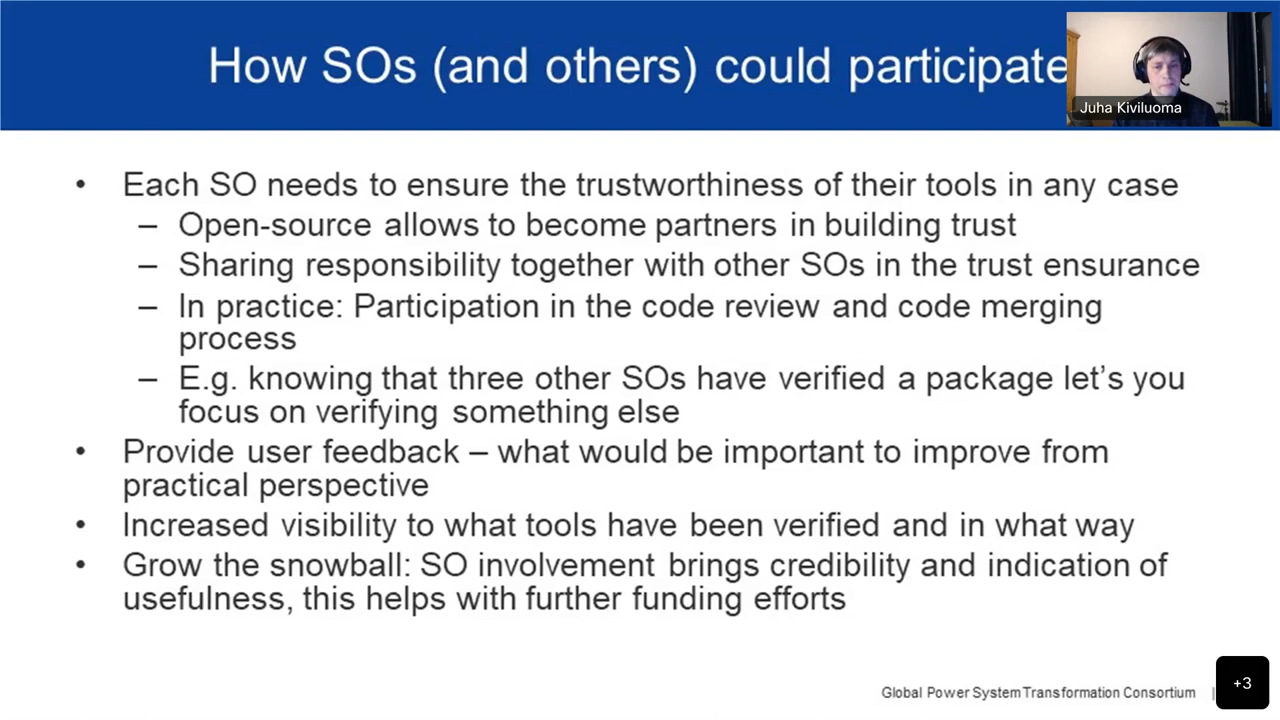 How SOs (and others) could participate
Juha Kiviluoma
• Each SO needs to ensure the trustworthiness of their tools in any case
– Open-source allows to become partners in building trust
– Sharing responsibility together with other SOs in the trust ensurance
– In practice: Participation in the code review and code merging
process
– E.g. knowing that three other SOs have verified a package let’s you
focus on verifying something else
• Provide user feedback – what would be important to improve from
practical perspective
• Increased visibility to what tools have been verified and in what way
• Grow the snowball: SO involvement brings credibility and indication of
usefulness, this helps with further funding efforts
Global Power System Transformation Consortium |
+3